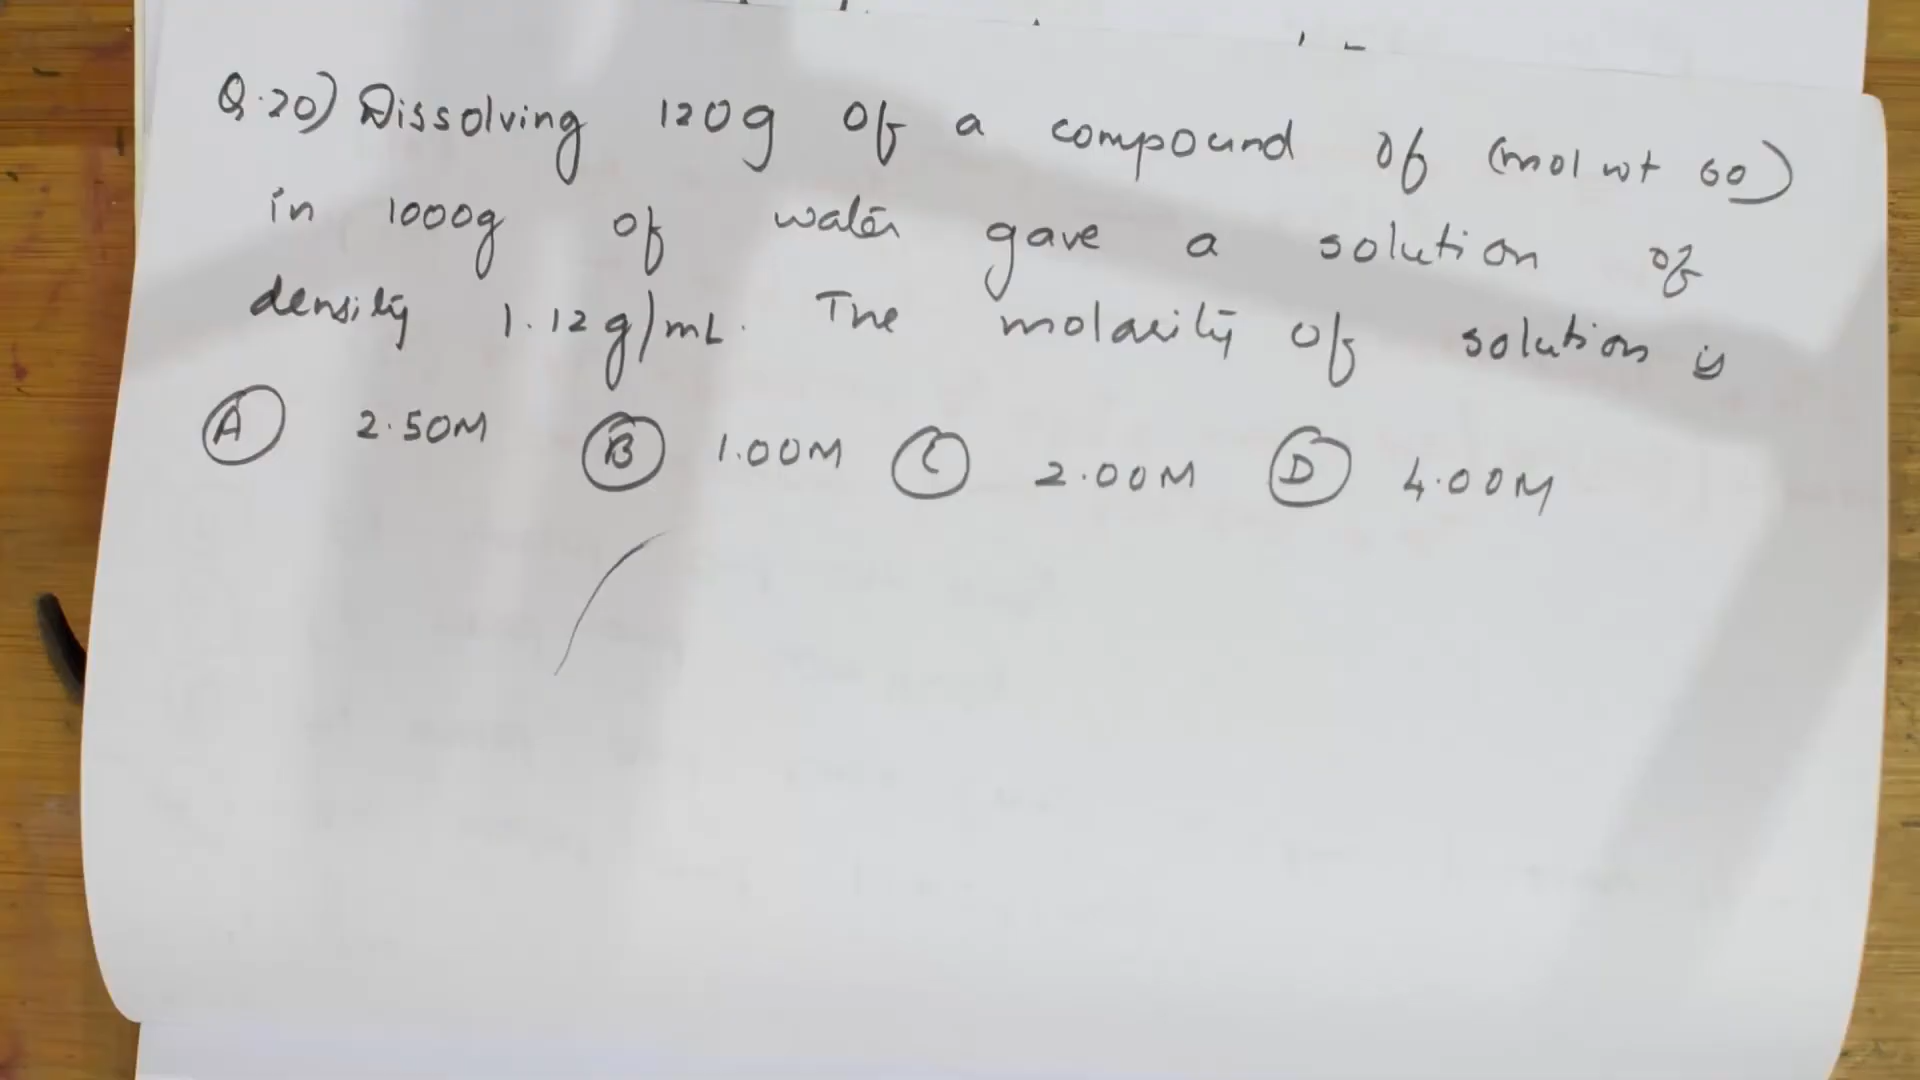 Q.20) Dissolving 120g of a compound of (mol wt 60)
in 1000g of water gave a solution of
density 1.12g/mL. The molarity of solution is
A 2.50M B 1.00M C 2.00M D 4.00M